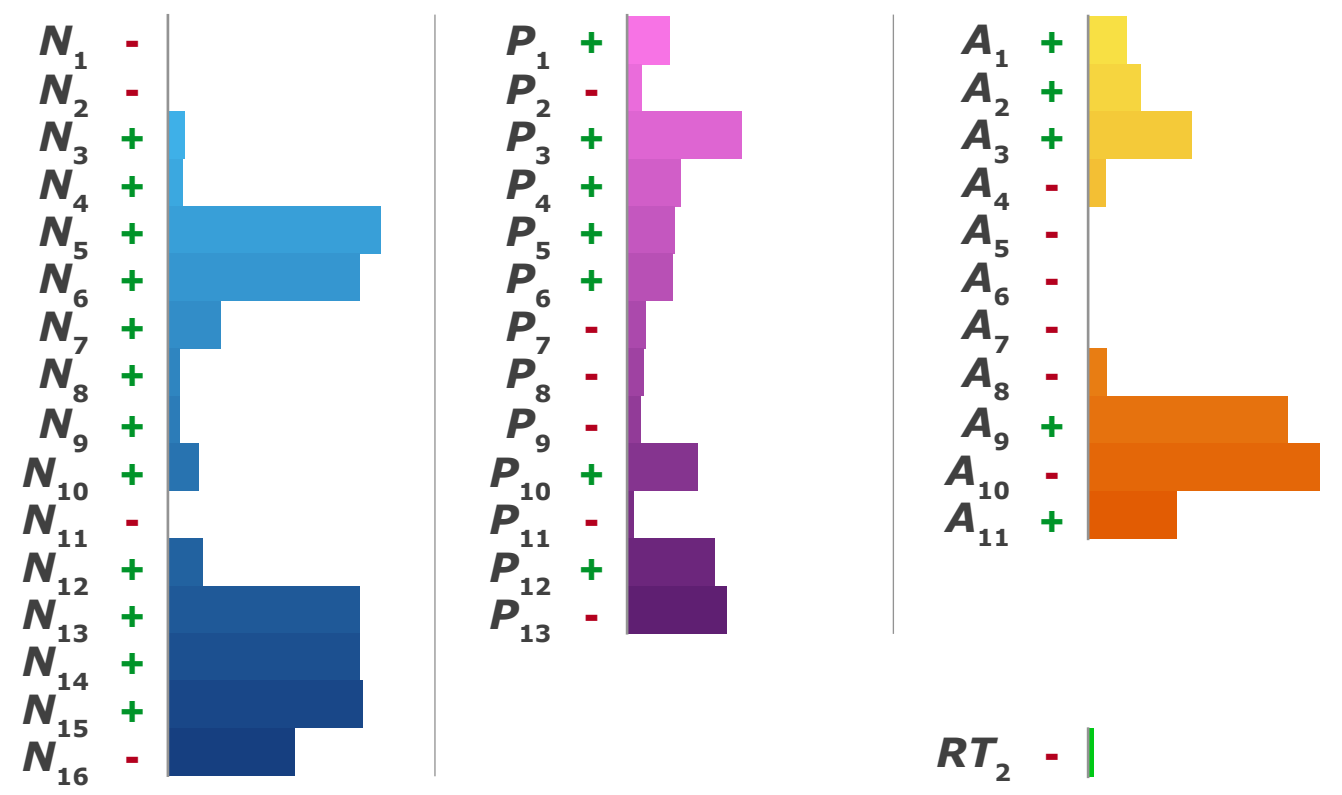 N1 -
N2 -
N3 +
N4 +
N5 +
N6 +
N7 +
N8 +
N9 +
N10 +
N11 -
N12 +
N13 +
N14 +
N15 +
N16 -
P1 +
P2 -
P3 +
P4 +
P5 +
P6 +
P7 -
P8 -
P9 -
P10 +
P11 -
P12 +
P13 -
A1 +
A2 +
A3 +
A4 -
A5 -
A6 -
A7 -
A8 -
A9 +
A10 -
A11 +
RT2 -